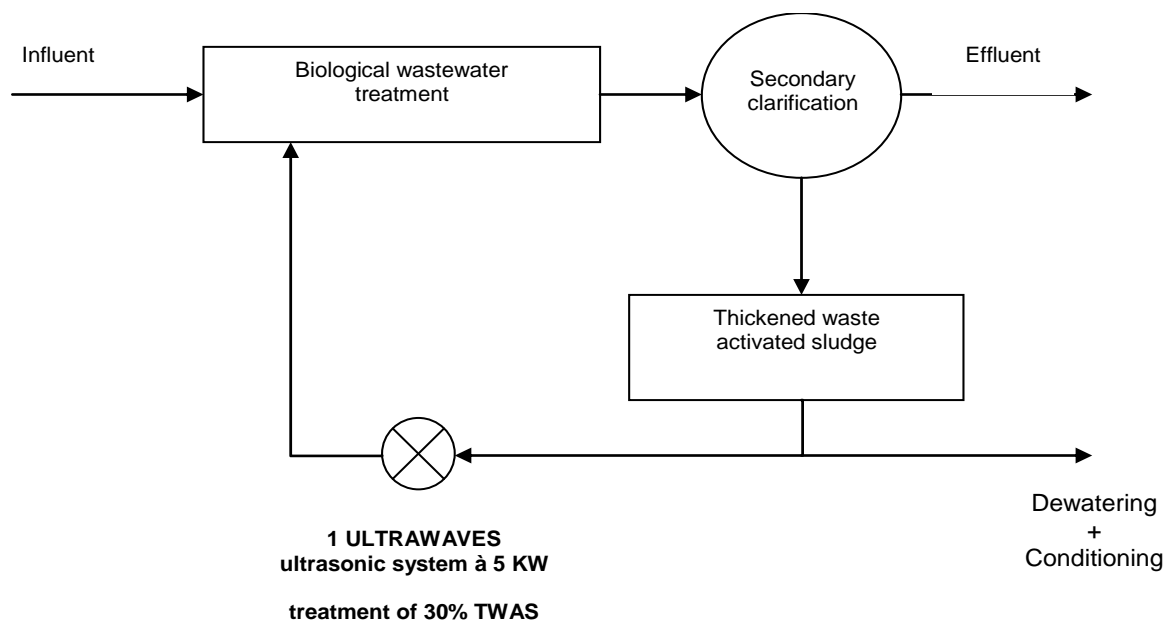 Influent
Biological wastewater
treatment
Secondary
clarification
Effluent
Thickened waste
activated sludge
1 ULTRAWAVES
ultrasonic system à 5 KW
treatment of 30% TWAS
Dewatering
+
Conditioning